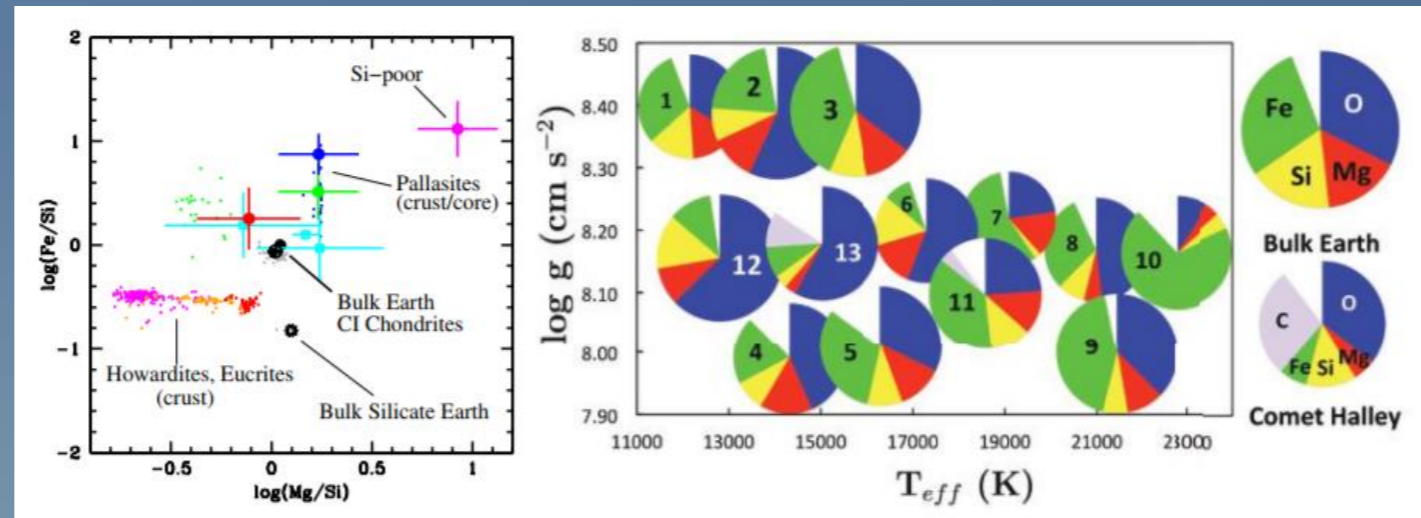 2
1
0
−1
−2
−0.5
0
0.5
1
log(Fe/Si)
log(Mg/Si)
Si−poor
Pallasites
(crust/core)
Bulk Earth
CI Chondrites
Howardites, Eucrites
(crust)
Bulk Silicate Earth
8.50
8.40
8.30
8.20
8.10
8.00
7.90
log g (cm s⁻²)
11000
13000
15000
17000
19000
21000
23000
T_eff (K)
1
2
3
12
13
6
7
8
10
11
4
5
9
Fe
O
Si
Mg
Bulk Earth
C
O
Fe
Si
Mg
Comet Halley